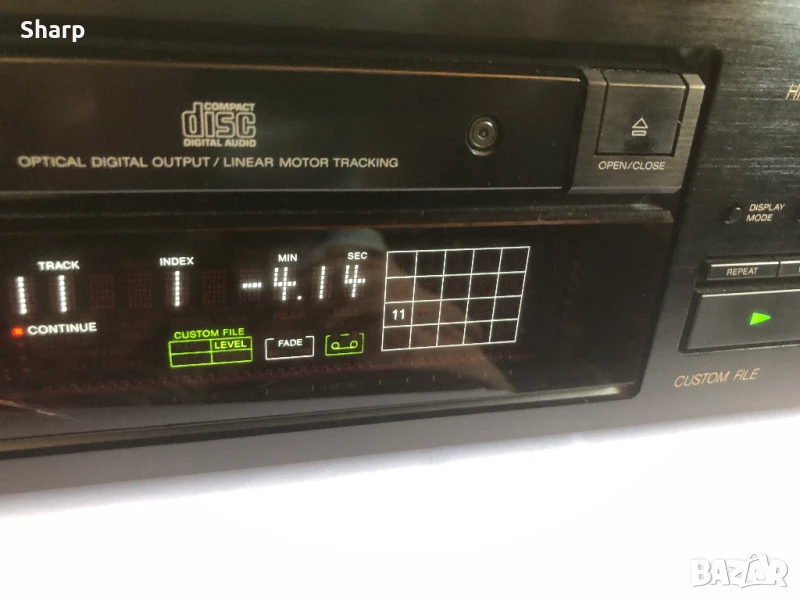 Sharp
COMPACT
disc
DIGITAL AUDIO
OPTICAL DIGITAL OUTPUT / LINEAR MOTOR TRACKING
OPEN/CLOSE
DISPLAY
MODE
REPEAT
CUSTOM FILE
TRACK INDEX MIN SEC
11 1 -4.14
CONTINUE
CUSTOM FILE
LEVEL
FADE
11
BAZAR